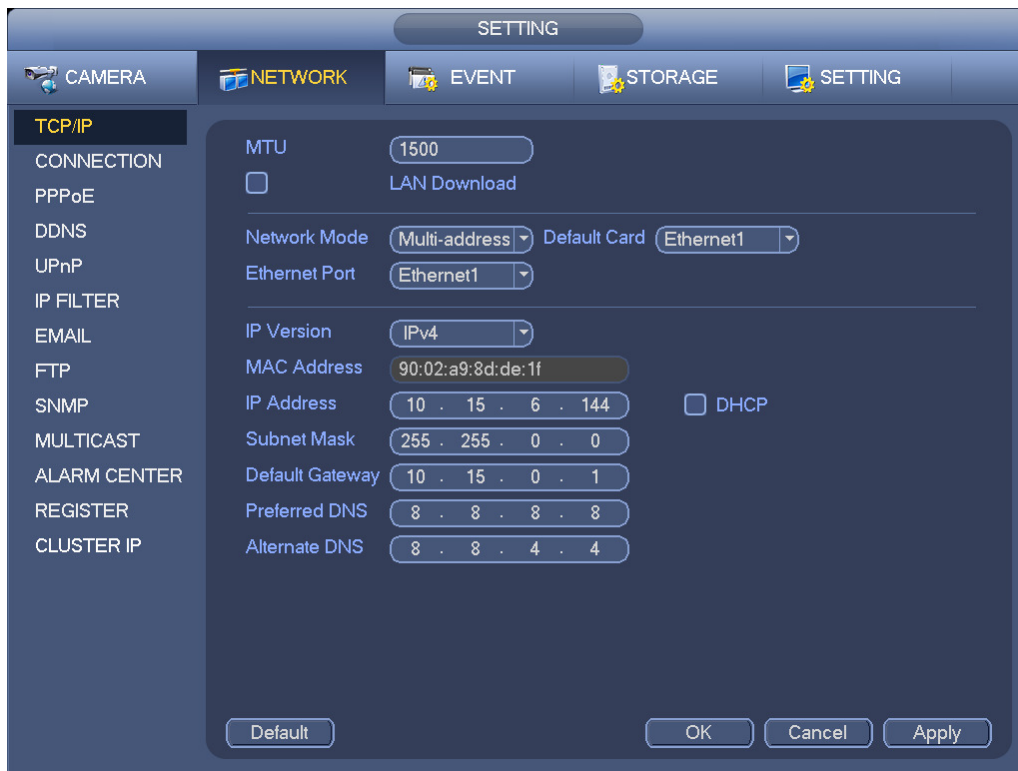 SETTING
CAMERA NETWORK EVENT STORAGE SETTING
TCP/IP
CONNECTION
PPPoE
DDNS
UPnP
IP FILTER
EMAIL
FTP
SNMP
MULTICAST
ALARM CENTER
REGISTER
CLUSTER IP
MTU 1500
LAN Download
Network Mode Multi-address Default Card Ethernet1
Ethernet Port Ethernet1
IP Version IPv4
MAC Address 90:02:a9:8d:de:1f
IP Address 10 . 15 . 6 . 144 DHCP
Subnet Mask 255 . 255 . 0 . 0
Default Gateway 10 . 15 . 0 . 1
Preferred DNS 8 . 8 . 8 . 8
Alternate DNS 8 . 8 . 4 . 4
Default OK Cancel Apply